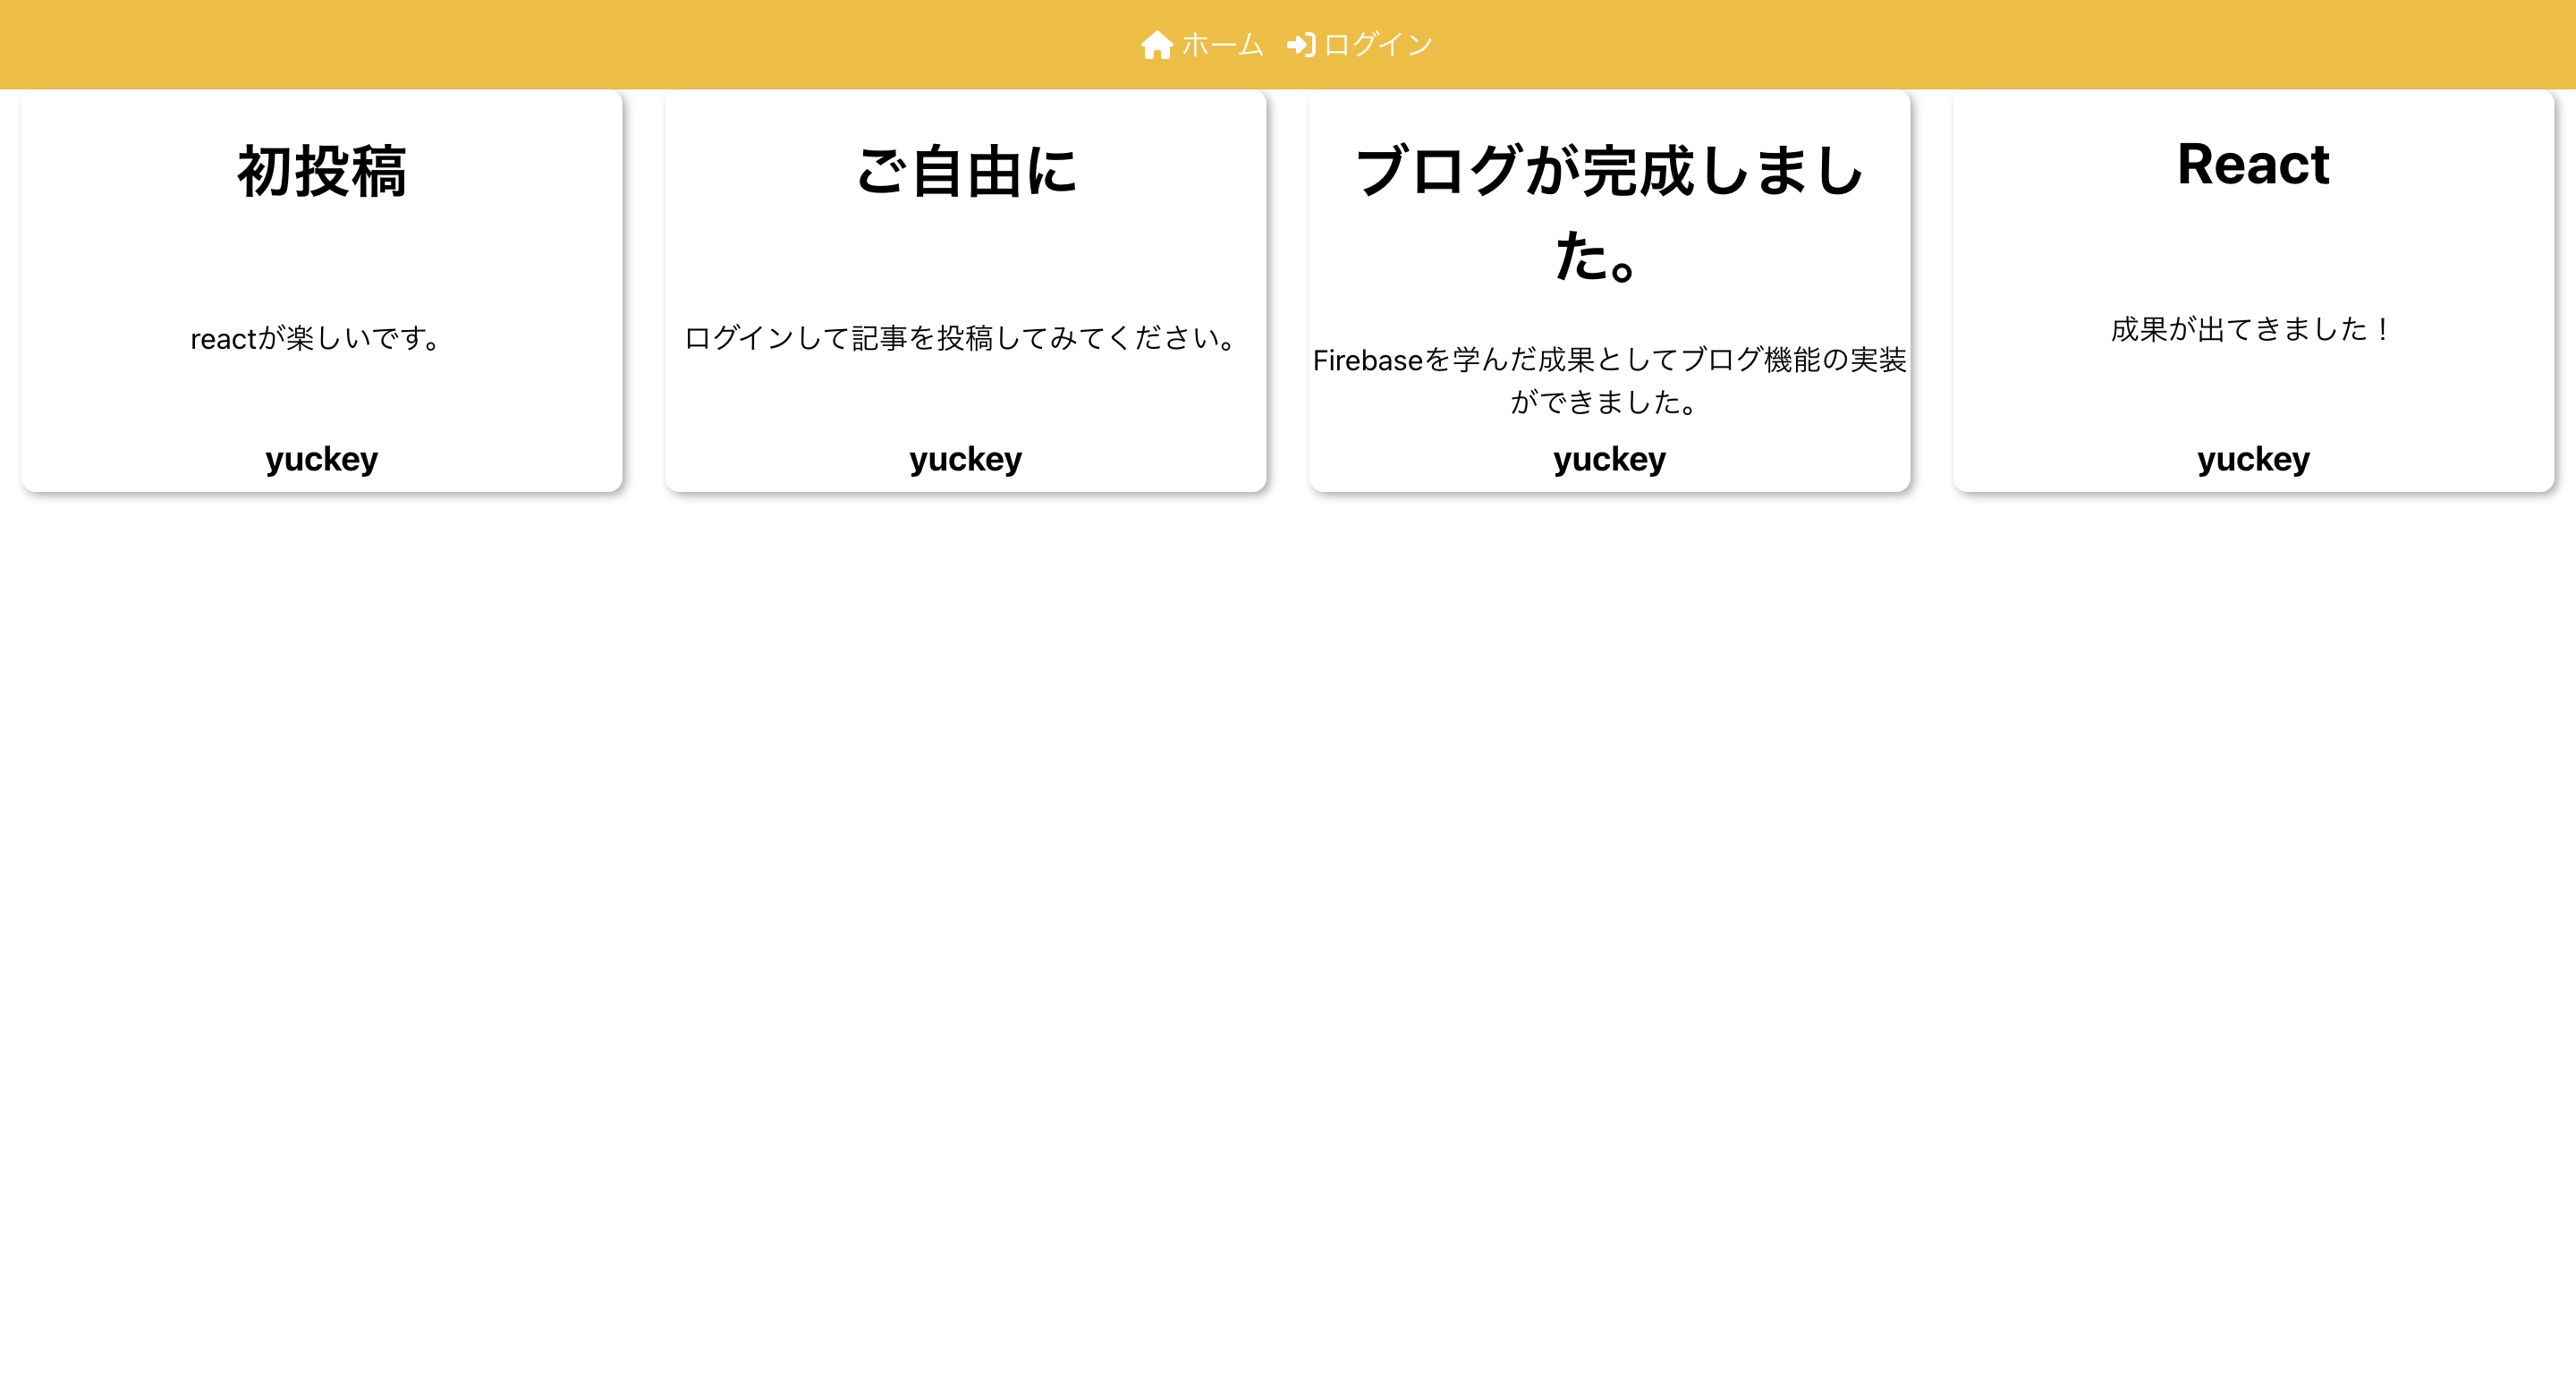 ホーム ログイン
初投稿
reactが楽しいです。
yuckey
ご自由に
ログインして記事を投稿してみてください。
yuckey
ブログが完成しまし
た。
Firebaseを学んだ成果としてブログ機能の実装
ができました。
yuckey
React
成果が出てきました！
yuckey